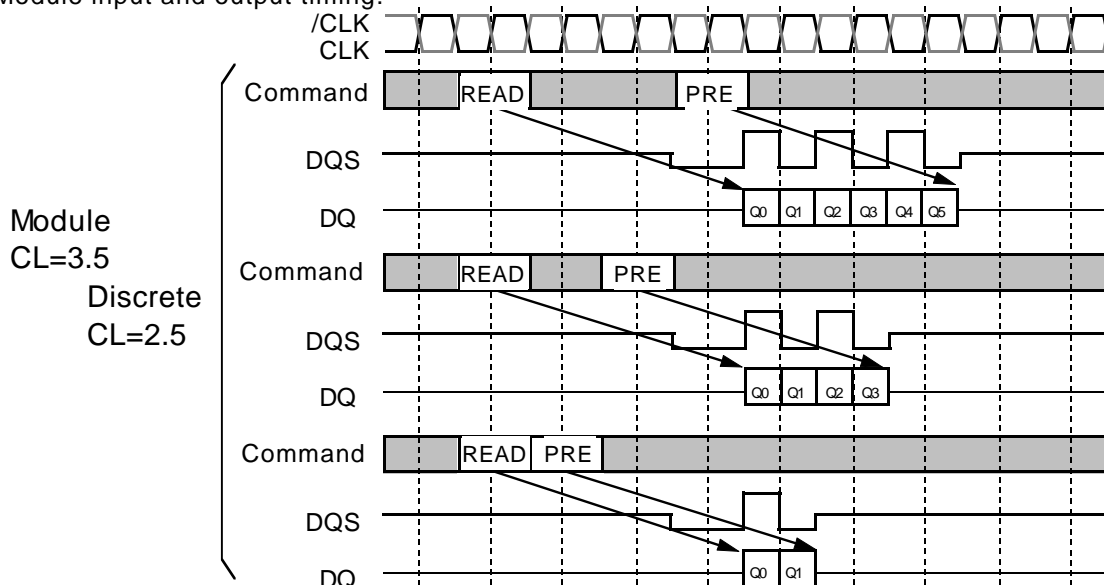 Module input and output timing.
/CLK
CLK
Command READ PRE
DQS
DQ Q0 Q1 Q2 Q3 Q4 Q5
Module
CL=3.5
Discrete
CL=2.5
Command READ PRE
DQS
DQ Q0 Q1 Q2 Q3
Command READ PRE
DQS
DQ Q0 Q1